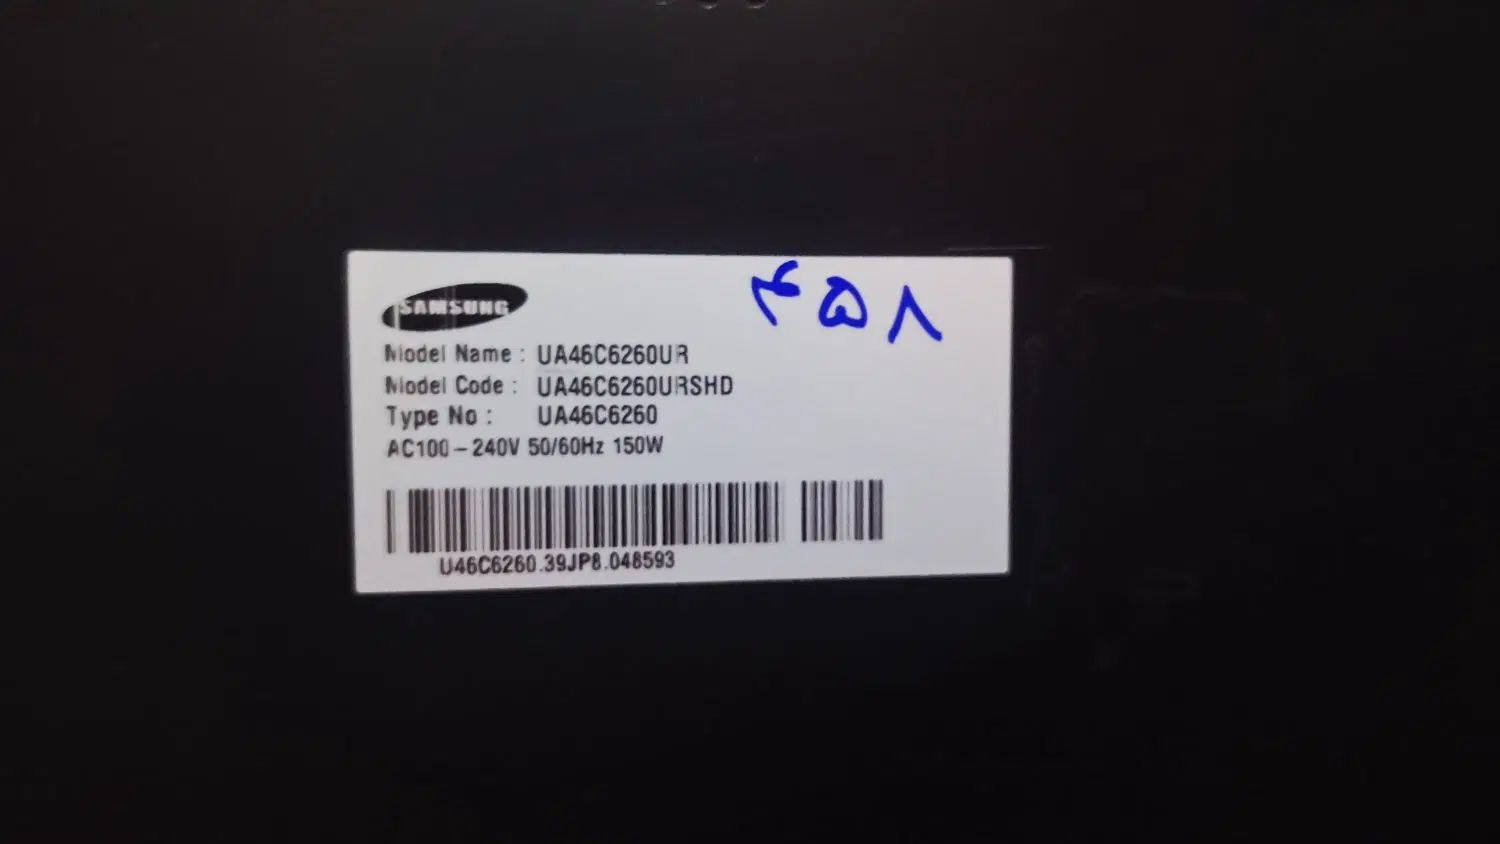 SAMSUNG
۴۵۸
Model Name : UA46C6260UR
Model Code : UA46C6260URSHD
Type No : UA46C6260
AC100-240V 50/60Hz 150W
U46C6260.39JP8.048593